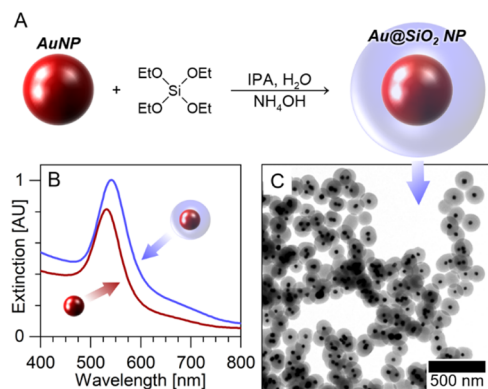 A
AuNP
+
EtO OEt
Si
EtO OEt
IPA, H₂O
NH₄OH
Au@SiO₂ NP
B
Extinction [AU]
1
0
400 500 600 700 800
Wavelength [nm]
C
500 nm